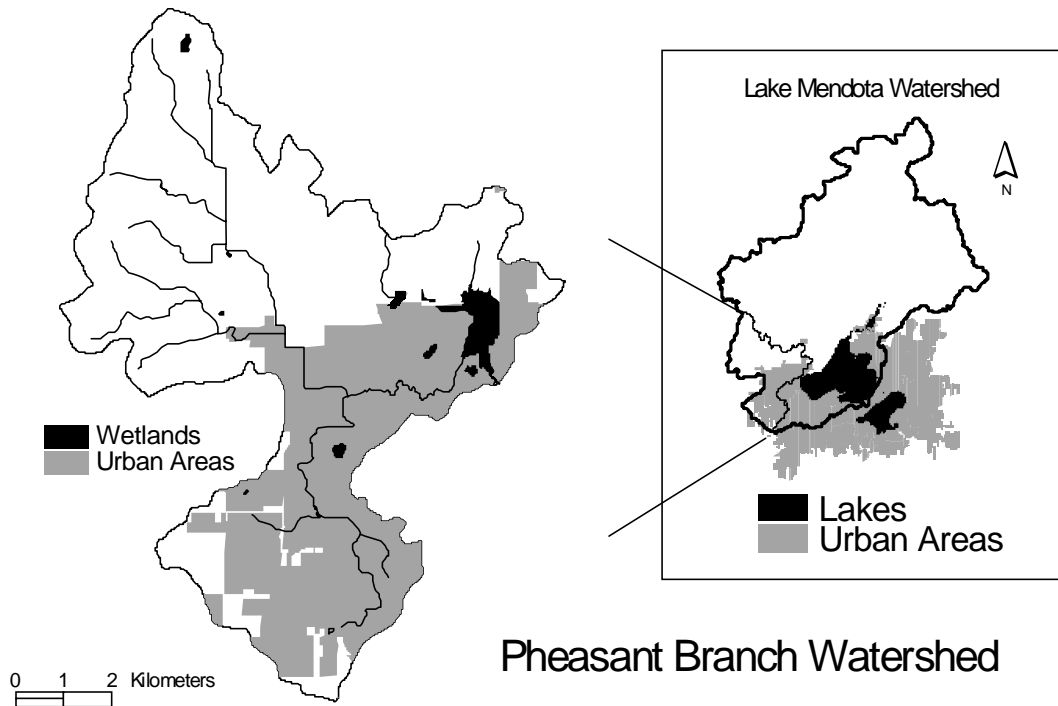 Lake Mendota Watershed
N
Wetlands
Urban Areas
Lakes
Urban Areas
P
Pheasant Branch Watershed
0 1 2 Kilometers